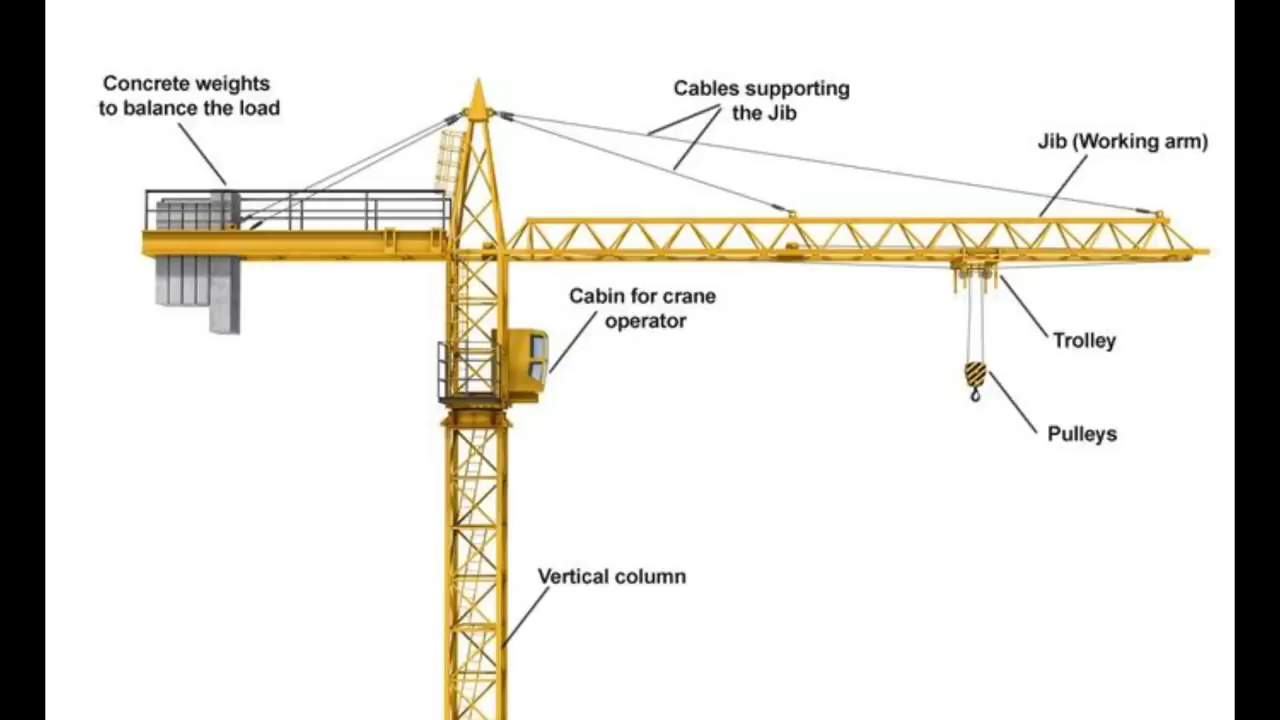 Concrete weights
to balance the load
Cables supporting
the Jib
Jib (Working arm)
Cabin for crane
operator
Trolley
Pulleys
Vertical column